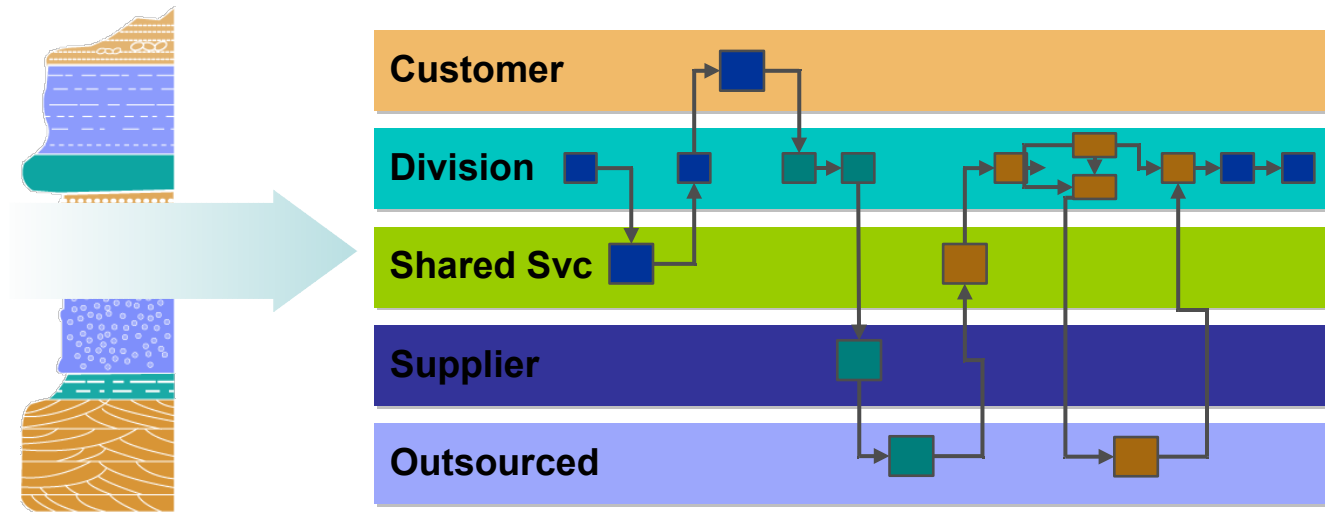 Customer
Division
Shared Svc
Supplier
Outsourced